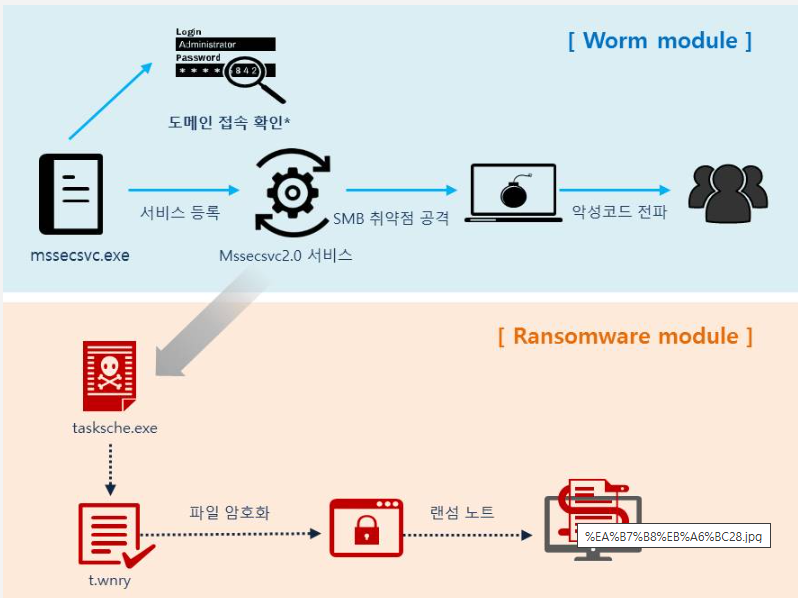 [ Worm module ]
Login
Administrator
Password
* * * * 842
도메인 접속 확인*
서비스 등록
SMB 취약점 공격
악성코드 전파
mssecsvc.exe
Mssecsvc2.0 서비스
[ Ransomware module ]
tasksche.exe
파일 암호화
랜섬 노트
t.wnry
%EA%B7%B8%EB%A6%BC28.jpg